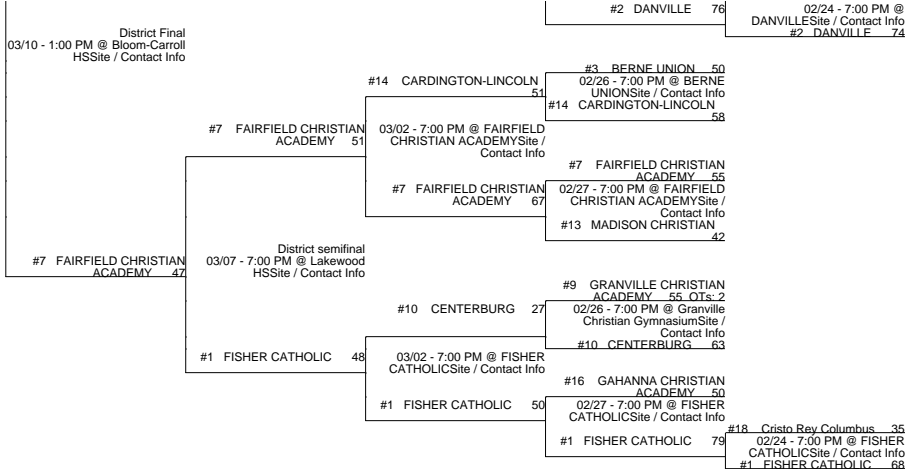 #2 DANVILLE 76
02/24 - 7:00 PM @
DANVILLESite / Contact Info
#2 DANVILLE 74
District Final
03/10 - 1:00 PM @ Bloom-Carroll
HSSite / Contact Info
#3 BERNE UNION 50
#14 CARDINGTON-LINCOLN
51
02/26 - 7:00 PM @ BERNE
UNIONSite / Contact Info
#14 CARDINGTON-LINCOLN
58
#7 FAIRFIELD CHRISTIAN
ACADEMY 51
03/02 - 7:00 PM @ FAIRFIELD
CHRISTIAN ACADEMYSite /
Contact Info
#7 FAIRFIELD CHRISTIAN
ACADEMY 55
#7 FAIRFIELD CHRISTIAN
ACADEMY 67
02/27 - 7:00 PM @ FAIRFIELD
CHRISTIAN ACADEMYSite /
Contact Info
#13 MADISON CHRISTIAN
42
#7 FAIRFIELD CHRISTIAN
ACADEMY 47
District semifinal
03/07 - 7:00 PM @ Lakewood
HSSite / Contact Info
#9 GRANVILLE CHRISTIAN
ACADEMY 55 OTs: 2
#10 CENTERBURG 27
02/26 - 7:00 PM @ Granville
Christian GymnasiumSite /
Contact Info
#10 CENTERBURG 63
#1 FISHER CATHOLIC 48
03/02 - 7:00 PM @ FISHER
CATHOLICSite / Contact Info
#16 GAHANNA CHRISTIAN
ACADEMY 50
#1 FISHER CATHOLIC 50
02/27 - 7:00 PM @ FISHER
CATHOLICSite / Contact Info
#1 FISHER CATHOLIC 79
#18 Cristo Rey Columbus 35
02/24 - 7:00 PM @ FISHER
CATHOLICSite / Contact Info
#1 FISHER CATHOLIC 68